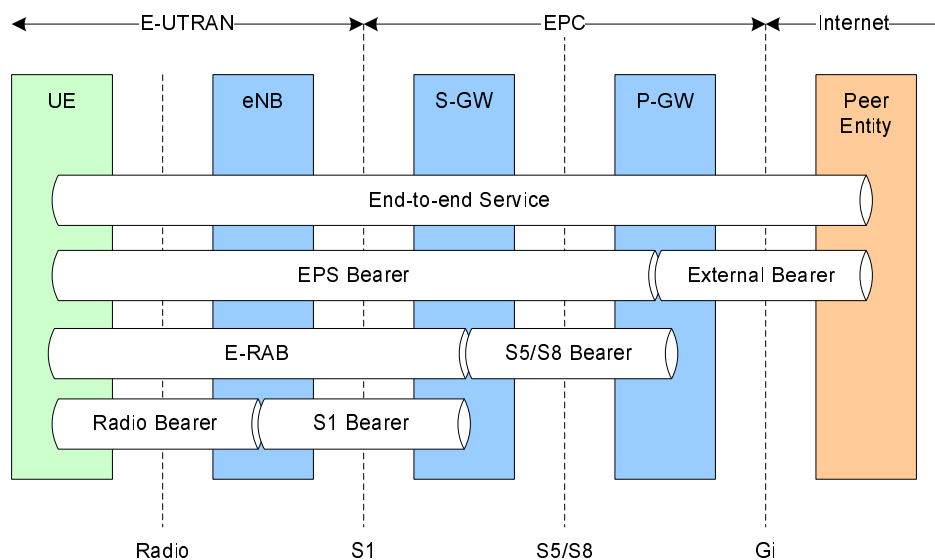 E-UTRAN EPC Internet
UE eNB S-GW P-GW Peer
Entity
End-to-end Service
EPS Bearer External Bearer
E-RAB S5/S8 Bearer
Radio Bearer S1 Bearer
Radio S1 S5/S8 Gi